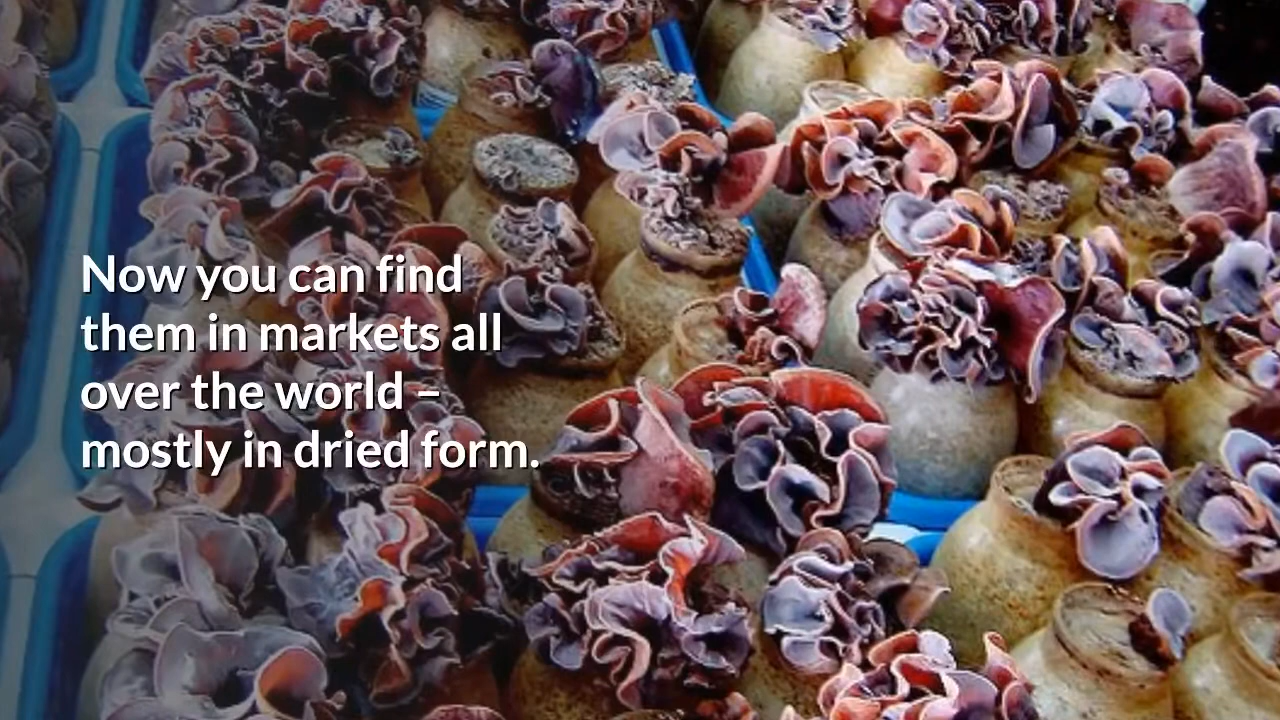 Now you can find
them in markets all
over the world –
mostly in dried form.